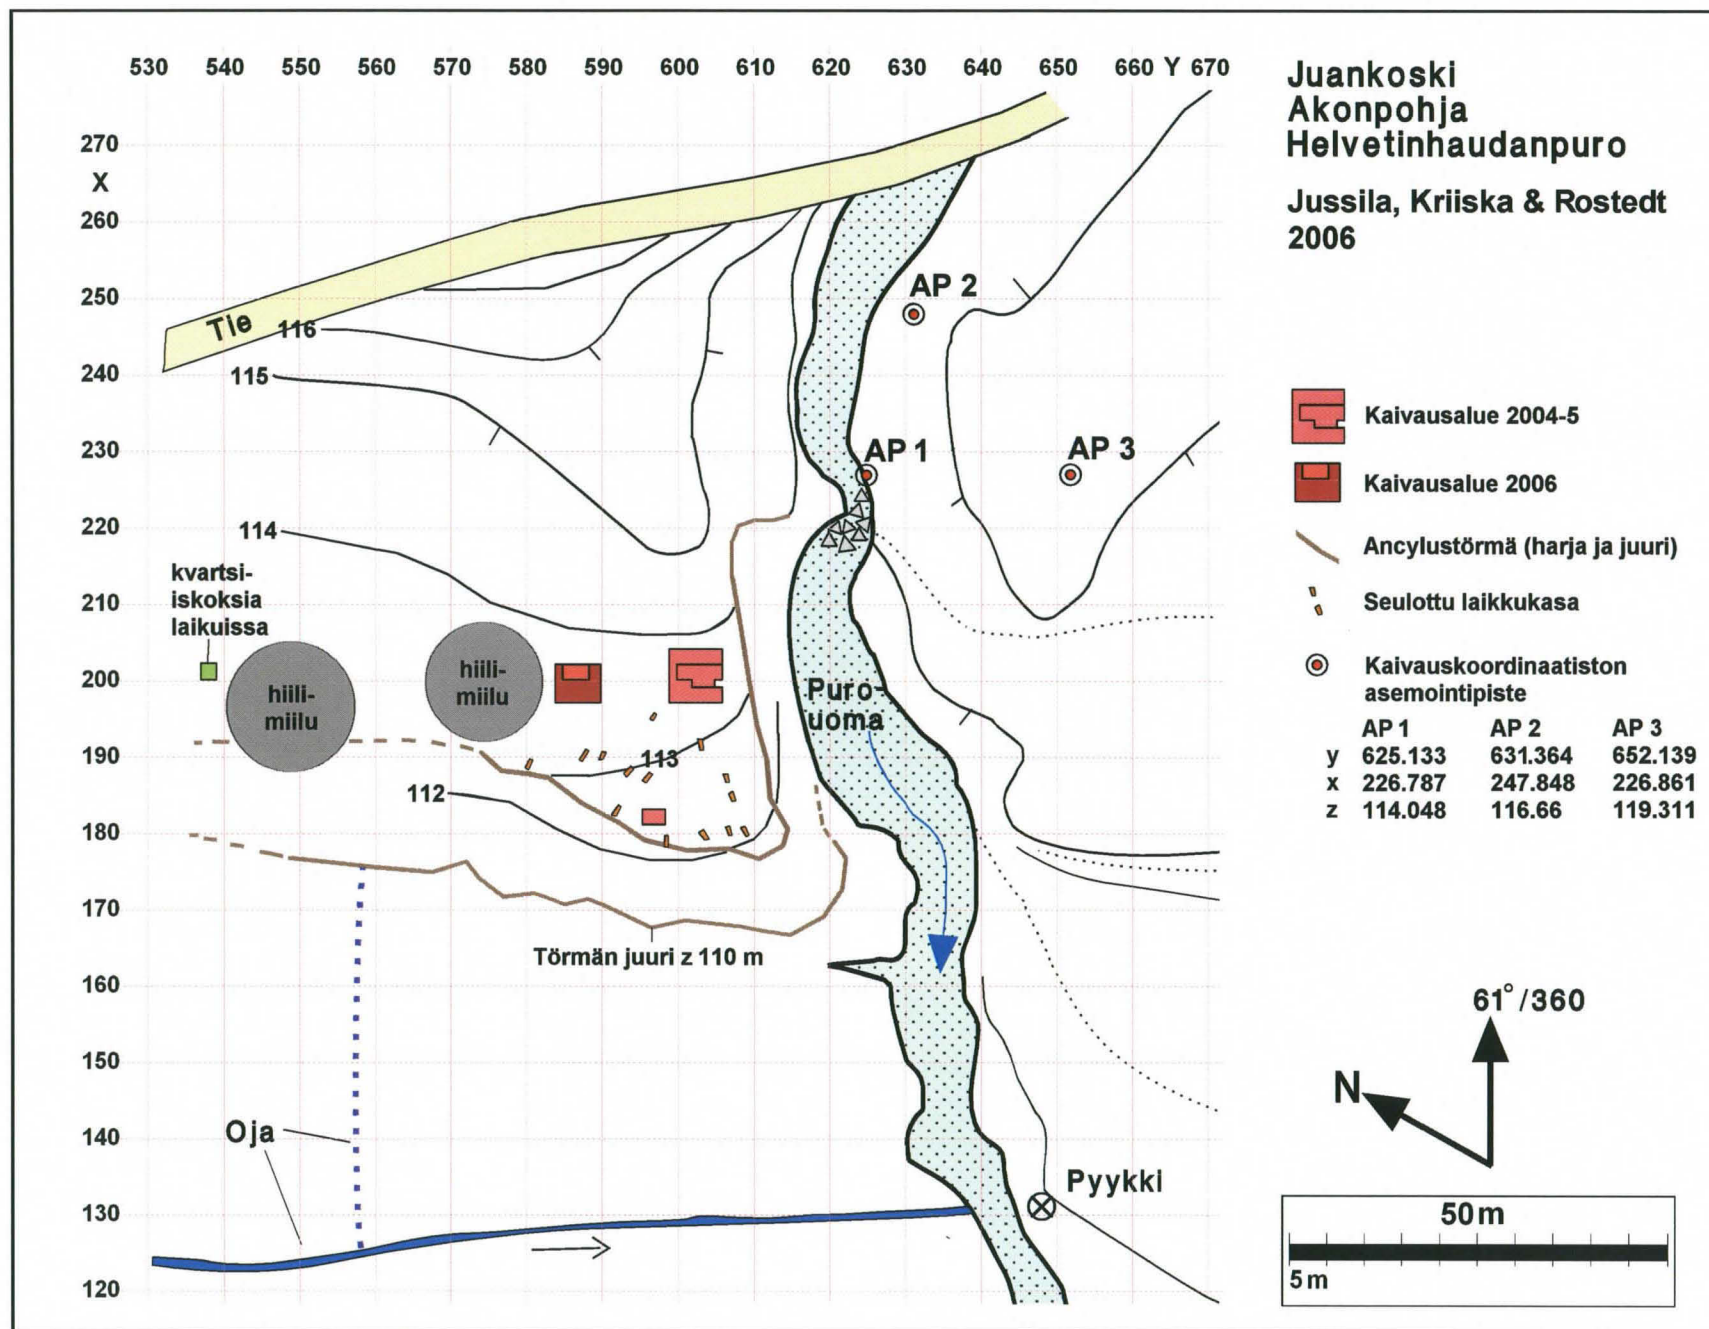 530 540 550 560 570 580 590 600 610 620 630 640 650 660 Y 670
270
X
260
250
240
230
220
210
200
190
180
170
160
150
140
130
120
Tie
116
115
114
113
112
AP 2
AP 1
AP 3
kvartsi-
iskoksia
laikuissa
hiili-
miilu
hiili-
miilu
Puro-
uoma
Törmän juuri z 110 m
Oja
Pyykki
Juankoski
Akonpohja
Helvetinhaudanpuro
Jussila, Kriiska & Rostedt
2006
Kaivausalue 2004-5
Kaivausalue 2006
Ancylustörmä (harja ja juuri)
Seulottu laikkukasa
Kaivauskoordinaatiston
asemointipiste
AP 1 AP 2 AP 3
y 625.133 631.364 652.139
x 226.787 247.848 226.861
z 114.048 116.66 119.311
61°/360
N
50 m
5 m